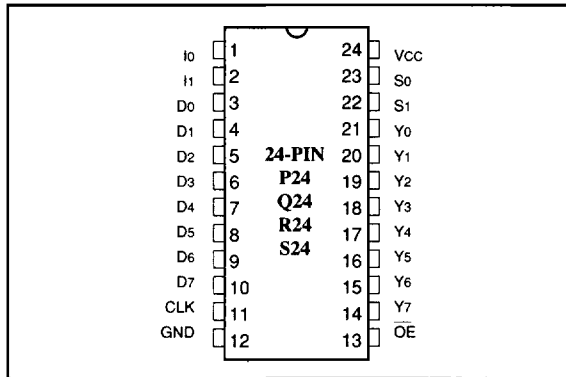 I0 1 24 VCC
I1 2 23 S0
D0 3 22 S1
D1 4 21 Y0
D2 5 24-PIN 20 Y1
D3 6 P24 19 Y2
D4 7 Q24 18 Y3
D5 8 R24 17 Y4
D6 9 S24 16 Y5
D7 10 15 Y6
CLK 11 14 Y7
GND 12 13 O̅E̅